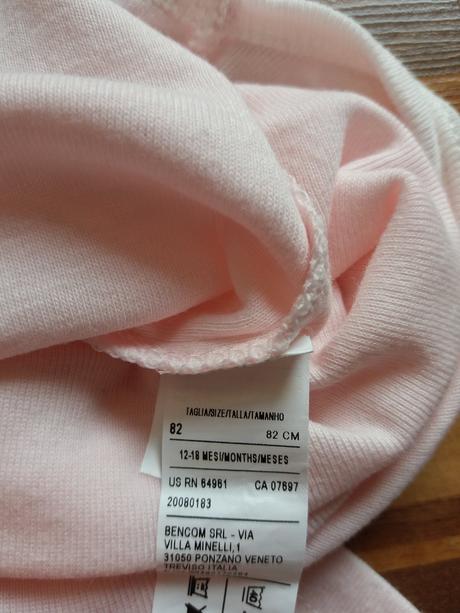 TAGLIA/SIZE/TALLA/TAMANHO
82 82 CM
12-18 MESI/MONTHS/MESES
US RN 64961 CA 07697
20080183
BENCOM SRL - VIA
VILLA MINELLI,1
31050 PONZANO VENETO
TREVISO ITALIA